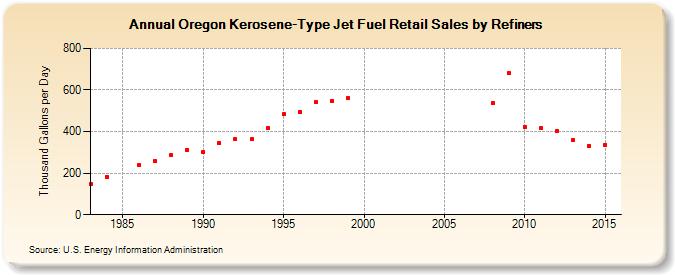 Annual Oregon Kerosene-Type Jet Fuel Retail Sales by Refiners
Thousand Gallons per Day
800
600
400
200
0
1985 1990 1995 2000 2005 2010 2015
Source: U.S. Energy Information Administration